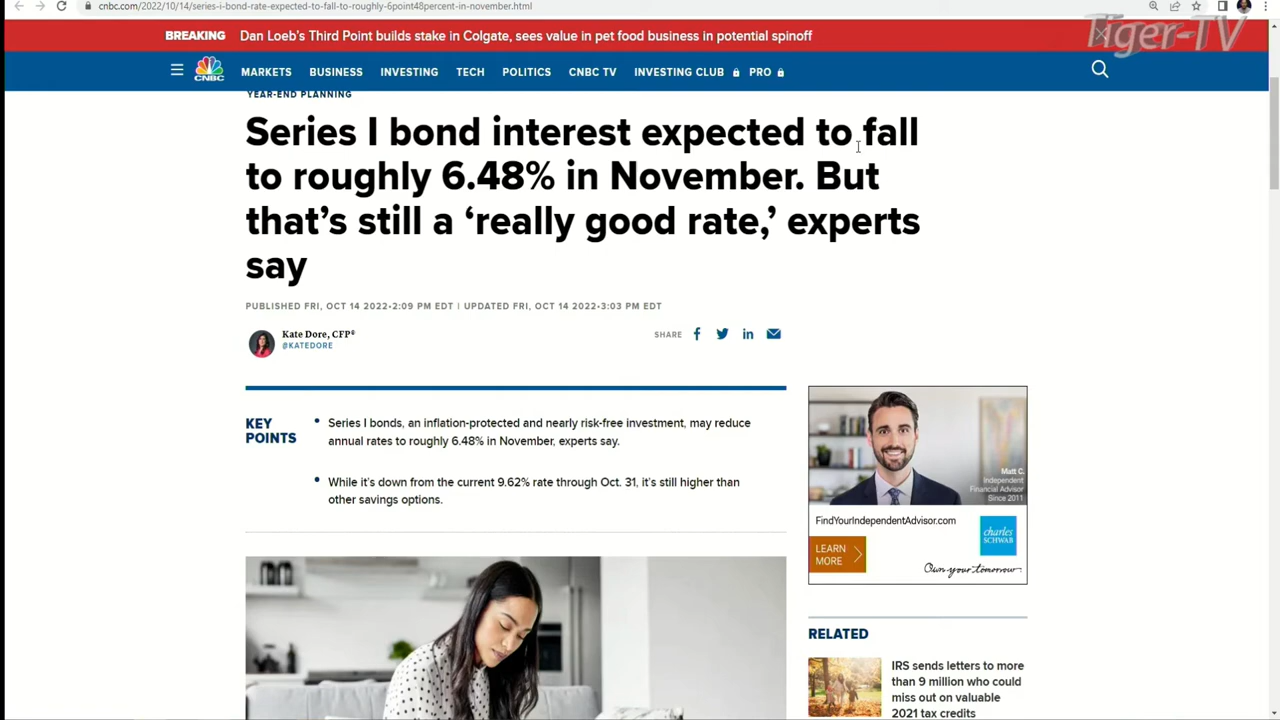 cnbc.com/2022/10/14/series-i-bond-rate-expected-to-fall-to-roughly-6point48percent-in-november.html
Tiger-TV
BREAKING Dan Loeb's Third Point builds stake in Colgate, sees value in pet food business in potential spinoff
CNBC MARKETS BUSINESS INVESTING TECH POLITICS CNBC TV INVESTING CLUB PRO
YEAR-END PLANNING
Series I bond interest expected to fall
to roughly 6.48% in November. But
that's still a ‘really good rate,’ experts
say
PUBLISHED FRI, OCT 14 2022•2:09 PM EDT | UPDATED FRI, OCT 14 2022•3:03 PM EDT
Kate Dore, CFP®
@KATEDORE
SHARE
KEY
POINTS
Series I bonds, an inflation-protected and nearly risk-free investment, may reduce
annual rates to roughly 6.48% in November, experts say.
While it's down from the current 9.62% rate through Oct. 31, it's still higher than
other savings options.
Matt C.
Independent
Financial Advisor
Since 2011
FindYourIndependentAdvisor.com
LEARN
MORE
charles
SCHWAB
Own your tomorrow
RELATED
IRS sends letters to more
than 9 million who could
miss out on valuable
2021 tax credits